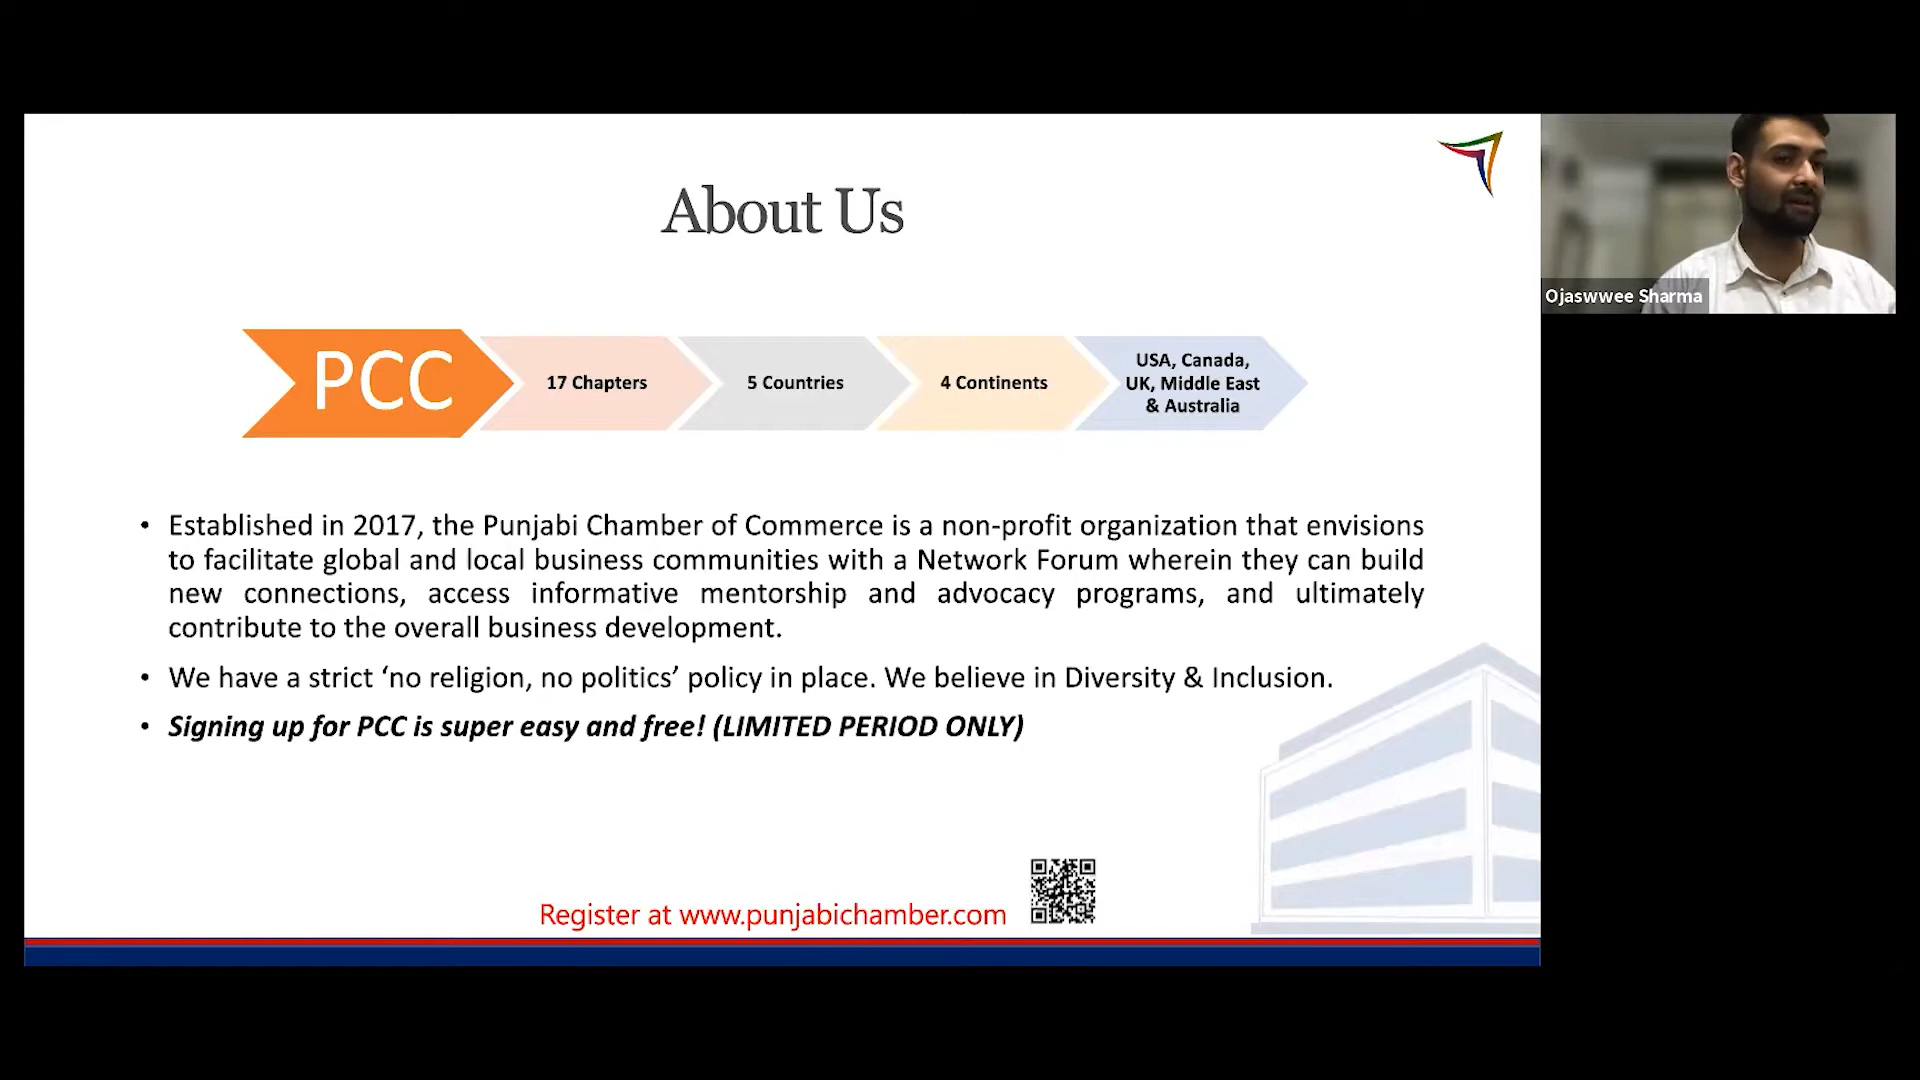 About Us
PCC
17 Chapters
5 Countries
4 Continents
USA, Canada,
UK, Middle East
& Australia
• Established in 2017, the Punjabi Chamber of Commerce is a non-profit organization that envisions
to facilitate global and local business communities with a Network Forum wherein they can build
new connections, access informative mentorship and advocacy programs, and ultimately
contribute to the overall business development.
• We have a strict ‘no religion, no politics’ policy in place. We believe in Diversity & Inclusion.
• Signing up for PCC is super easy and free! (LIMITED PERIOD ONLY)
Register at www.punjabichamber.com
Ojaswwee Sharma